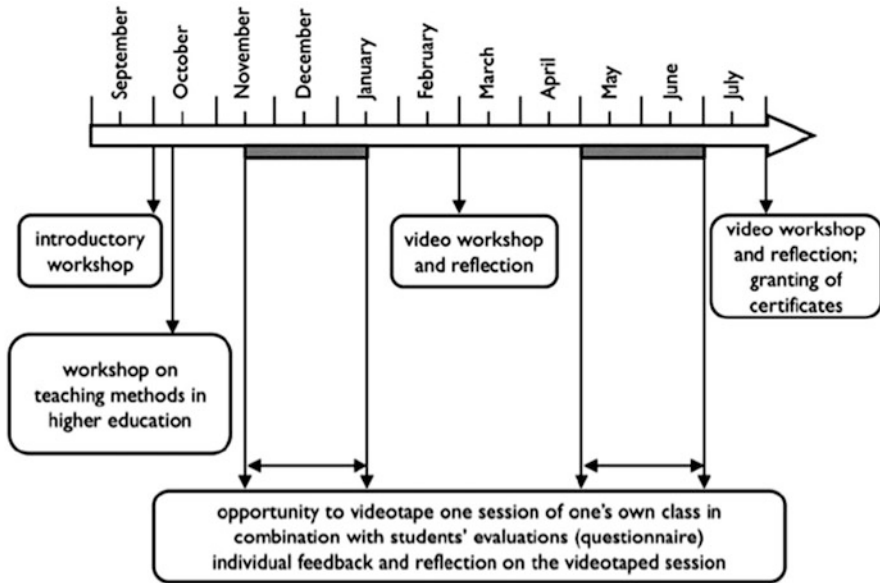 September
October
November
December
January
February
March
April
May
June
July
introductory
workshop
video workshop
and reflection
video workshop
and reflection;
granting of
certificates
workshop on
teaching methods in
higher education
opportunity to videotape one session of one's own class in
combination with students' evaluations (questionnaire)
individual feedback and reflection on the videotaped session